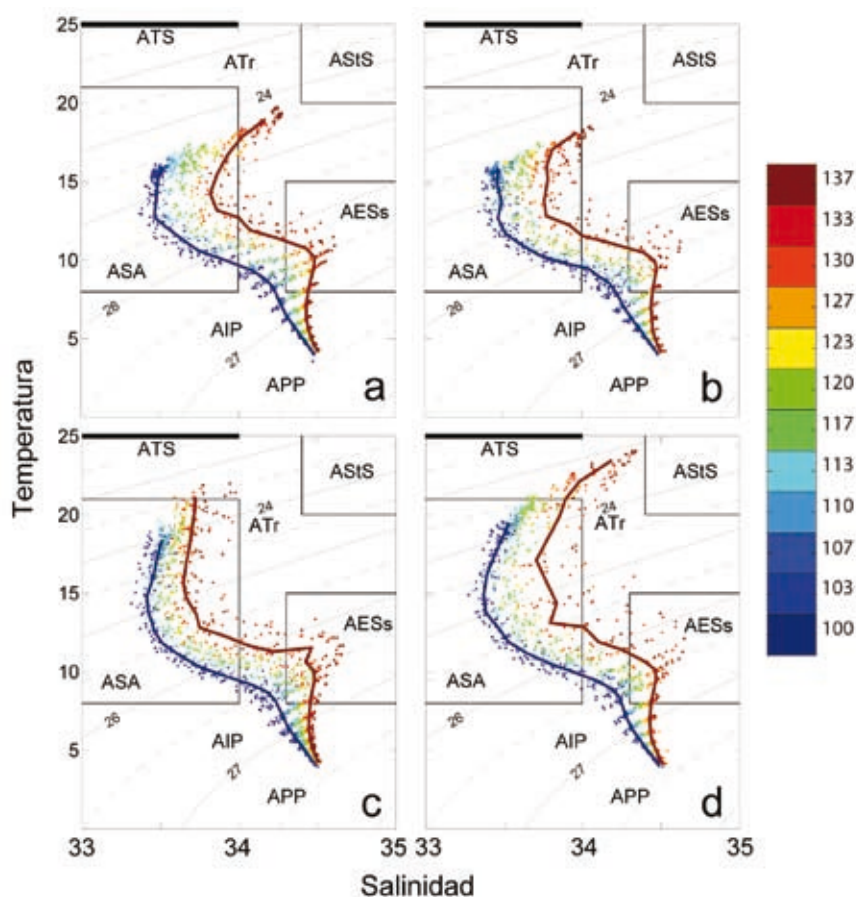 25
20
15
10
5
ATS
ATr
AStS
24
AESs
ASA
26
AIP
27
APP
a
ATS
ATr
AStS
24
AESs
ASA
26
AIP
27
APP
b
Temperatura
25
20
15
10
5
ATS
ATr
AStS
24
AESs
ASA
26
AIP
27
APP
c
33
34
35
ATS
ATr
AStS
24
AESs
ASA
26
AIP
27
APP
d
33
34
35
Salinidad
137
133
130
127
123
120
117
113
110
107
103
100